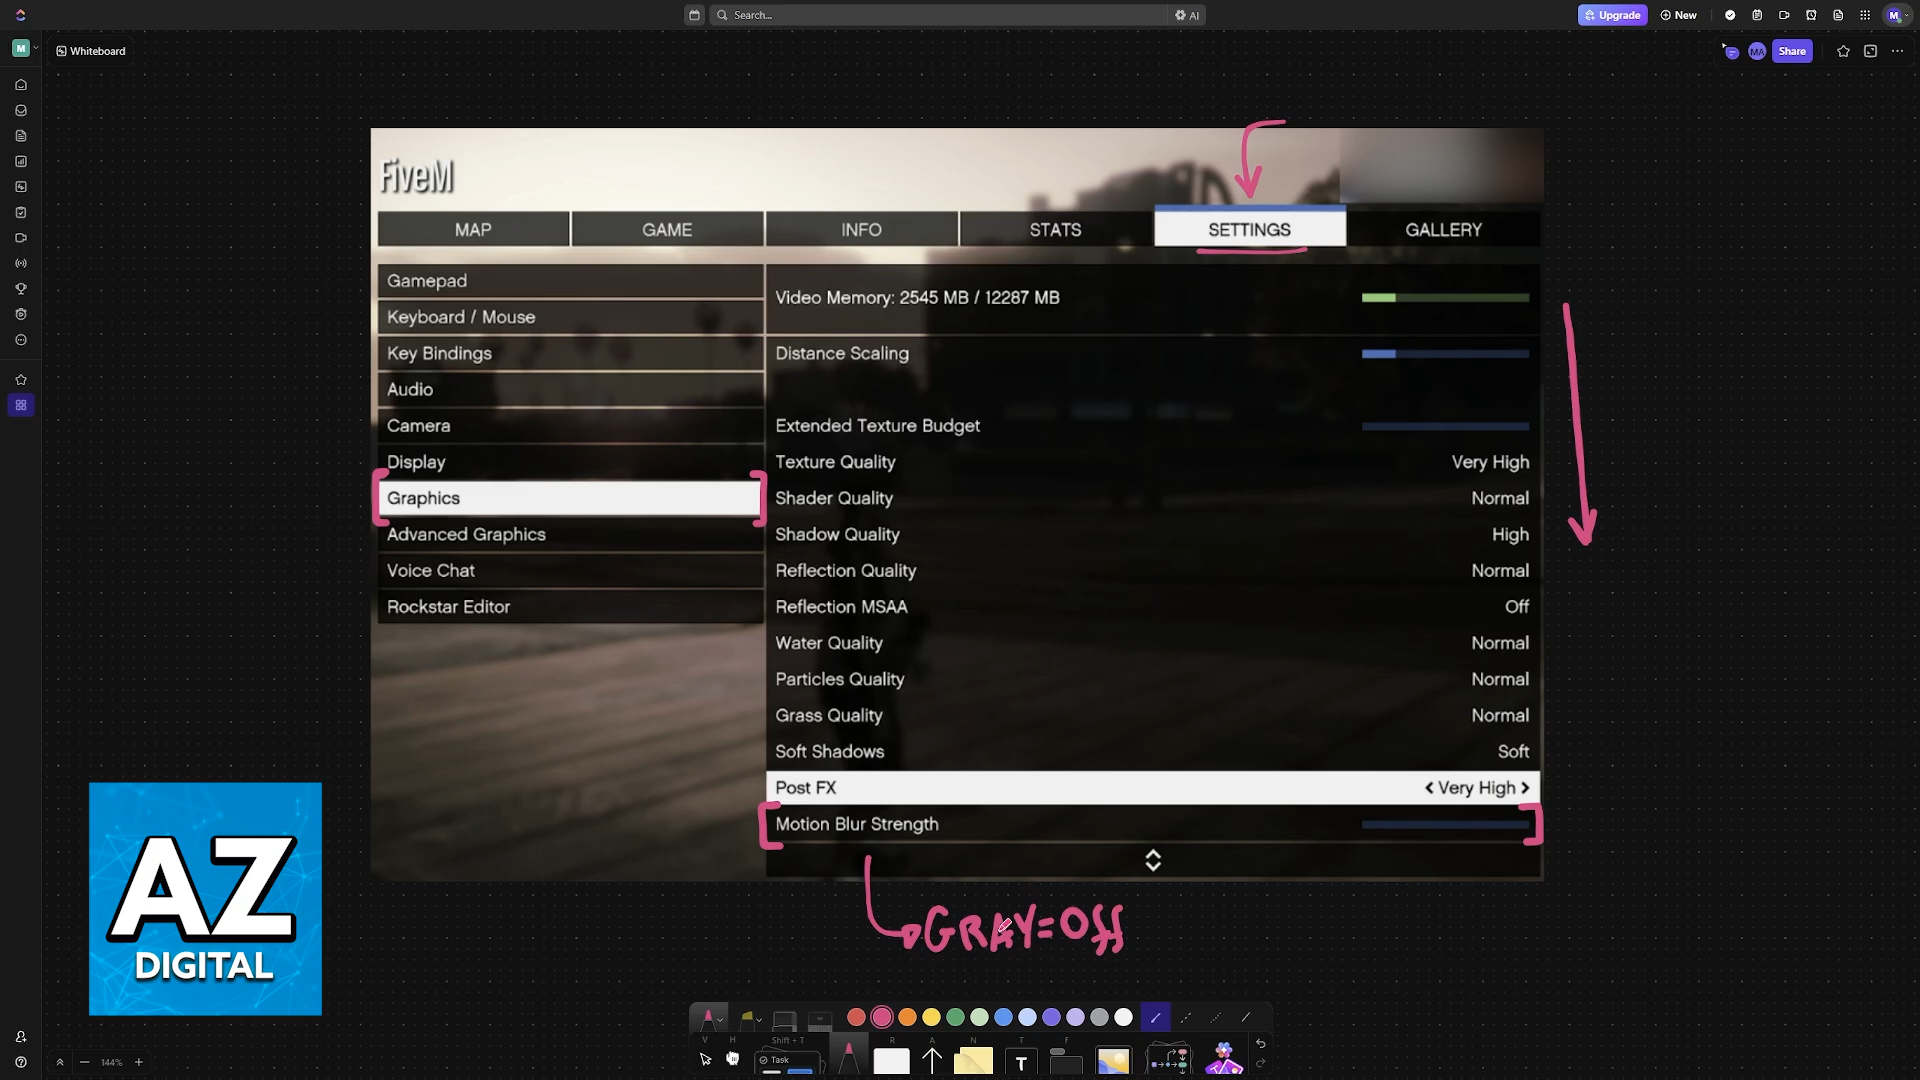 Search...
AI
Upgrade
New
M
M
Whiteboard
MA
Share
FiveM
MAP
GAME
INFO
STATS
SETTINGS
GALLERY
Gamepad
Keyboard / Mouse
Key Bindings
Audio
Camera
Display
Graphics
Advanced Graphics
Voice Chat
Rockstar Editor
Video Memory: 2545 MB / 12287 MB
Distance Scaling
Extended Texture Budget
Texture Quality Very High
Shader Quality Normal
Shadow Quality High
Reflection Quality Normal
Reflection MSAA Off
Water Quality Normal
Particles Quality Normal
Grass Quality Normal
Soft Shadows Soft
Post FX < Very High >
Motion Blur Strength
GRAY=Off
AZ
DIGITAL
V
H
Shift + T
R
A
N
T
F
Task
T
144%